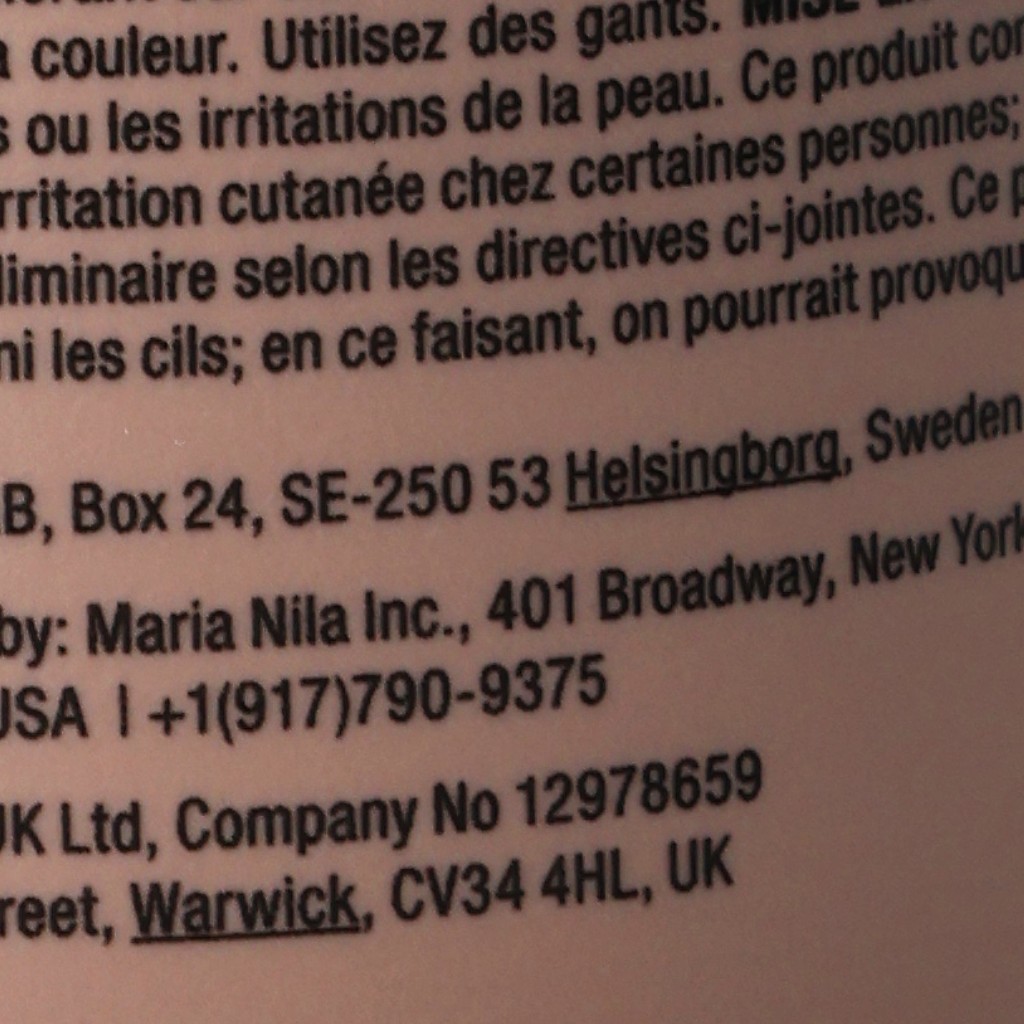 couleur. Utilisez des gants. MISE
ou les irritations de la peau. Ce produit
cutanée chez certaines personnes;
selon les directives ci-jointes. Ce
ni les cils; en ce faisant, on pourrait
Box 24, SE-250 53 Helsingborg, Sweden
by: Maria Nila Inc., 401 Broadway, New York
USA | +1(917)790-9375
UK Ltd, Company No 12978659
Warwick, CV34 4HL, UK